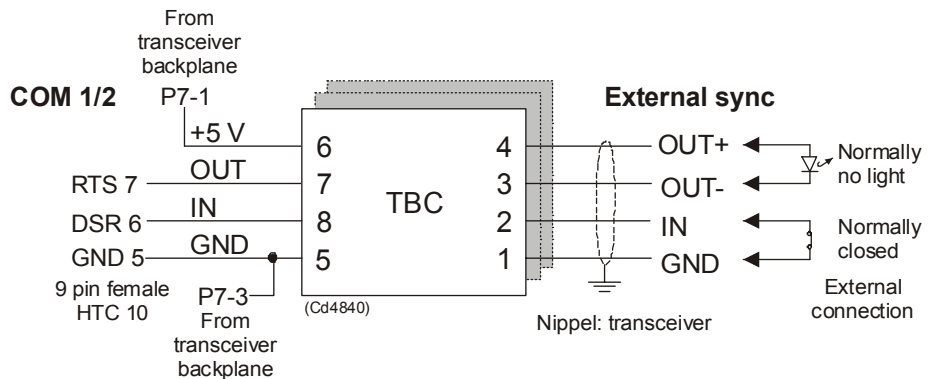 From
transceiver
backplane
COM 1/2
P7-1
External sync
+5 V
6
4
OUT+
OUT
RTS 7
7
TBC
3
OUT-
Normally
no light
IN
DSR 6
8
2
IN
GND
GND 5
5
1
GND
Normally
closed
9 pin female
HTC 10
P7-3
From
transceiver
backplane
(Cd4840)
Nippel: transceiver
External
connection